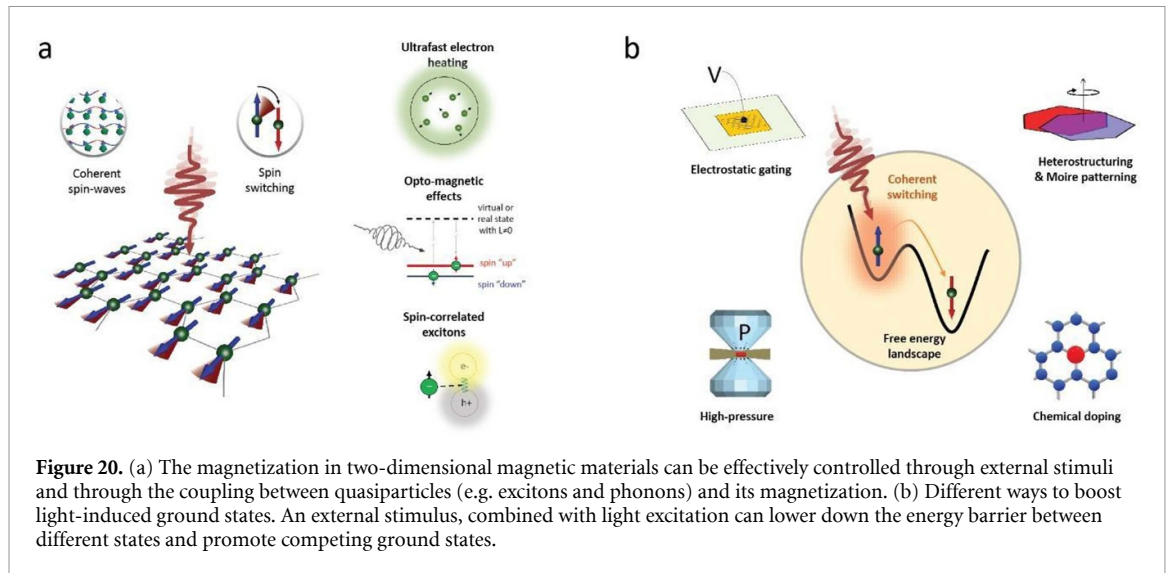 a
Coherent
spin-waves
Spin
switching
Ultrafast electron
heating
Opto-magnetic
effects
virtual or
real state
with L≠0
spin "up"
spin "down"
Spin-correlated
excitons
e-
h+
b
V
Electrostatic gating
Coherent
switching
Heterostructuring
& Moire patterning
Free energy
landscape
P
High-pressure
Chemical doping
Figure 20. (a) The magnetization in two-dimensional magnetic materials can be effectively controlled through external stimuli
and through the coupling between quasiparticles (e.g. excitons and phonons) and its magnetization. (b) Different ways to boost
light-induced ground states. An external stimulus, combined with light excitation can lower down the energy barrier between
different states and promote competing ground states.